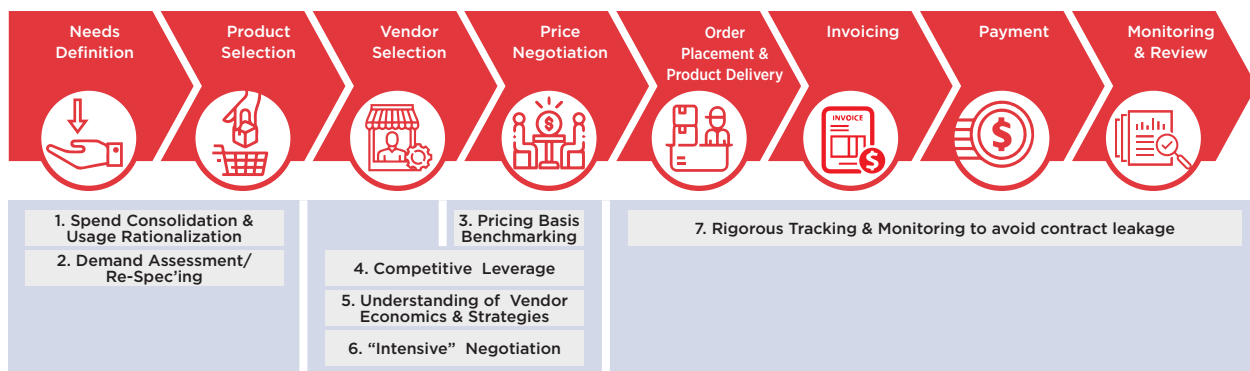 Needs
Definition
Product
Selection
Vendor
Selection
Price
Negotiation
Order
Placement &
Product Delivery
Invoicing
Payment
Monitoring
& Review
$
INVOICE
$
$
1. Spend Consolidation &
Usage Rationalization
2. Demand Assessment/
Re-Spec'ing
3. Pricing Basis
Benchmarking
4. Competitive Leverage
5. Understanding of Vendor
Economics & Strategies
6. “Intensive” Negotiation
7. Rigorous Tracking & Monitoring to avoid contract leakage